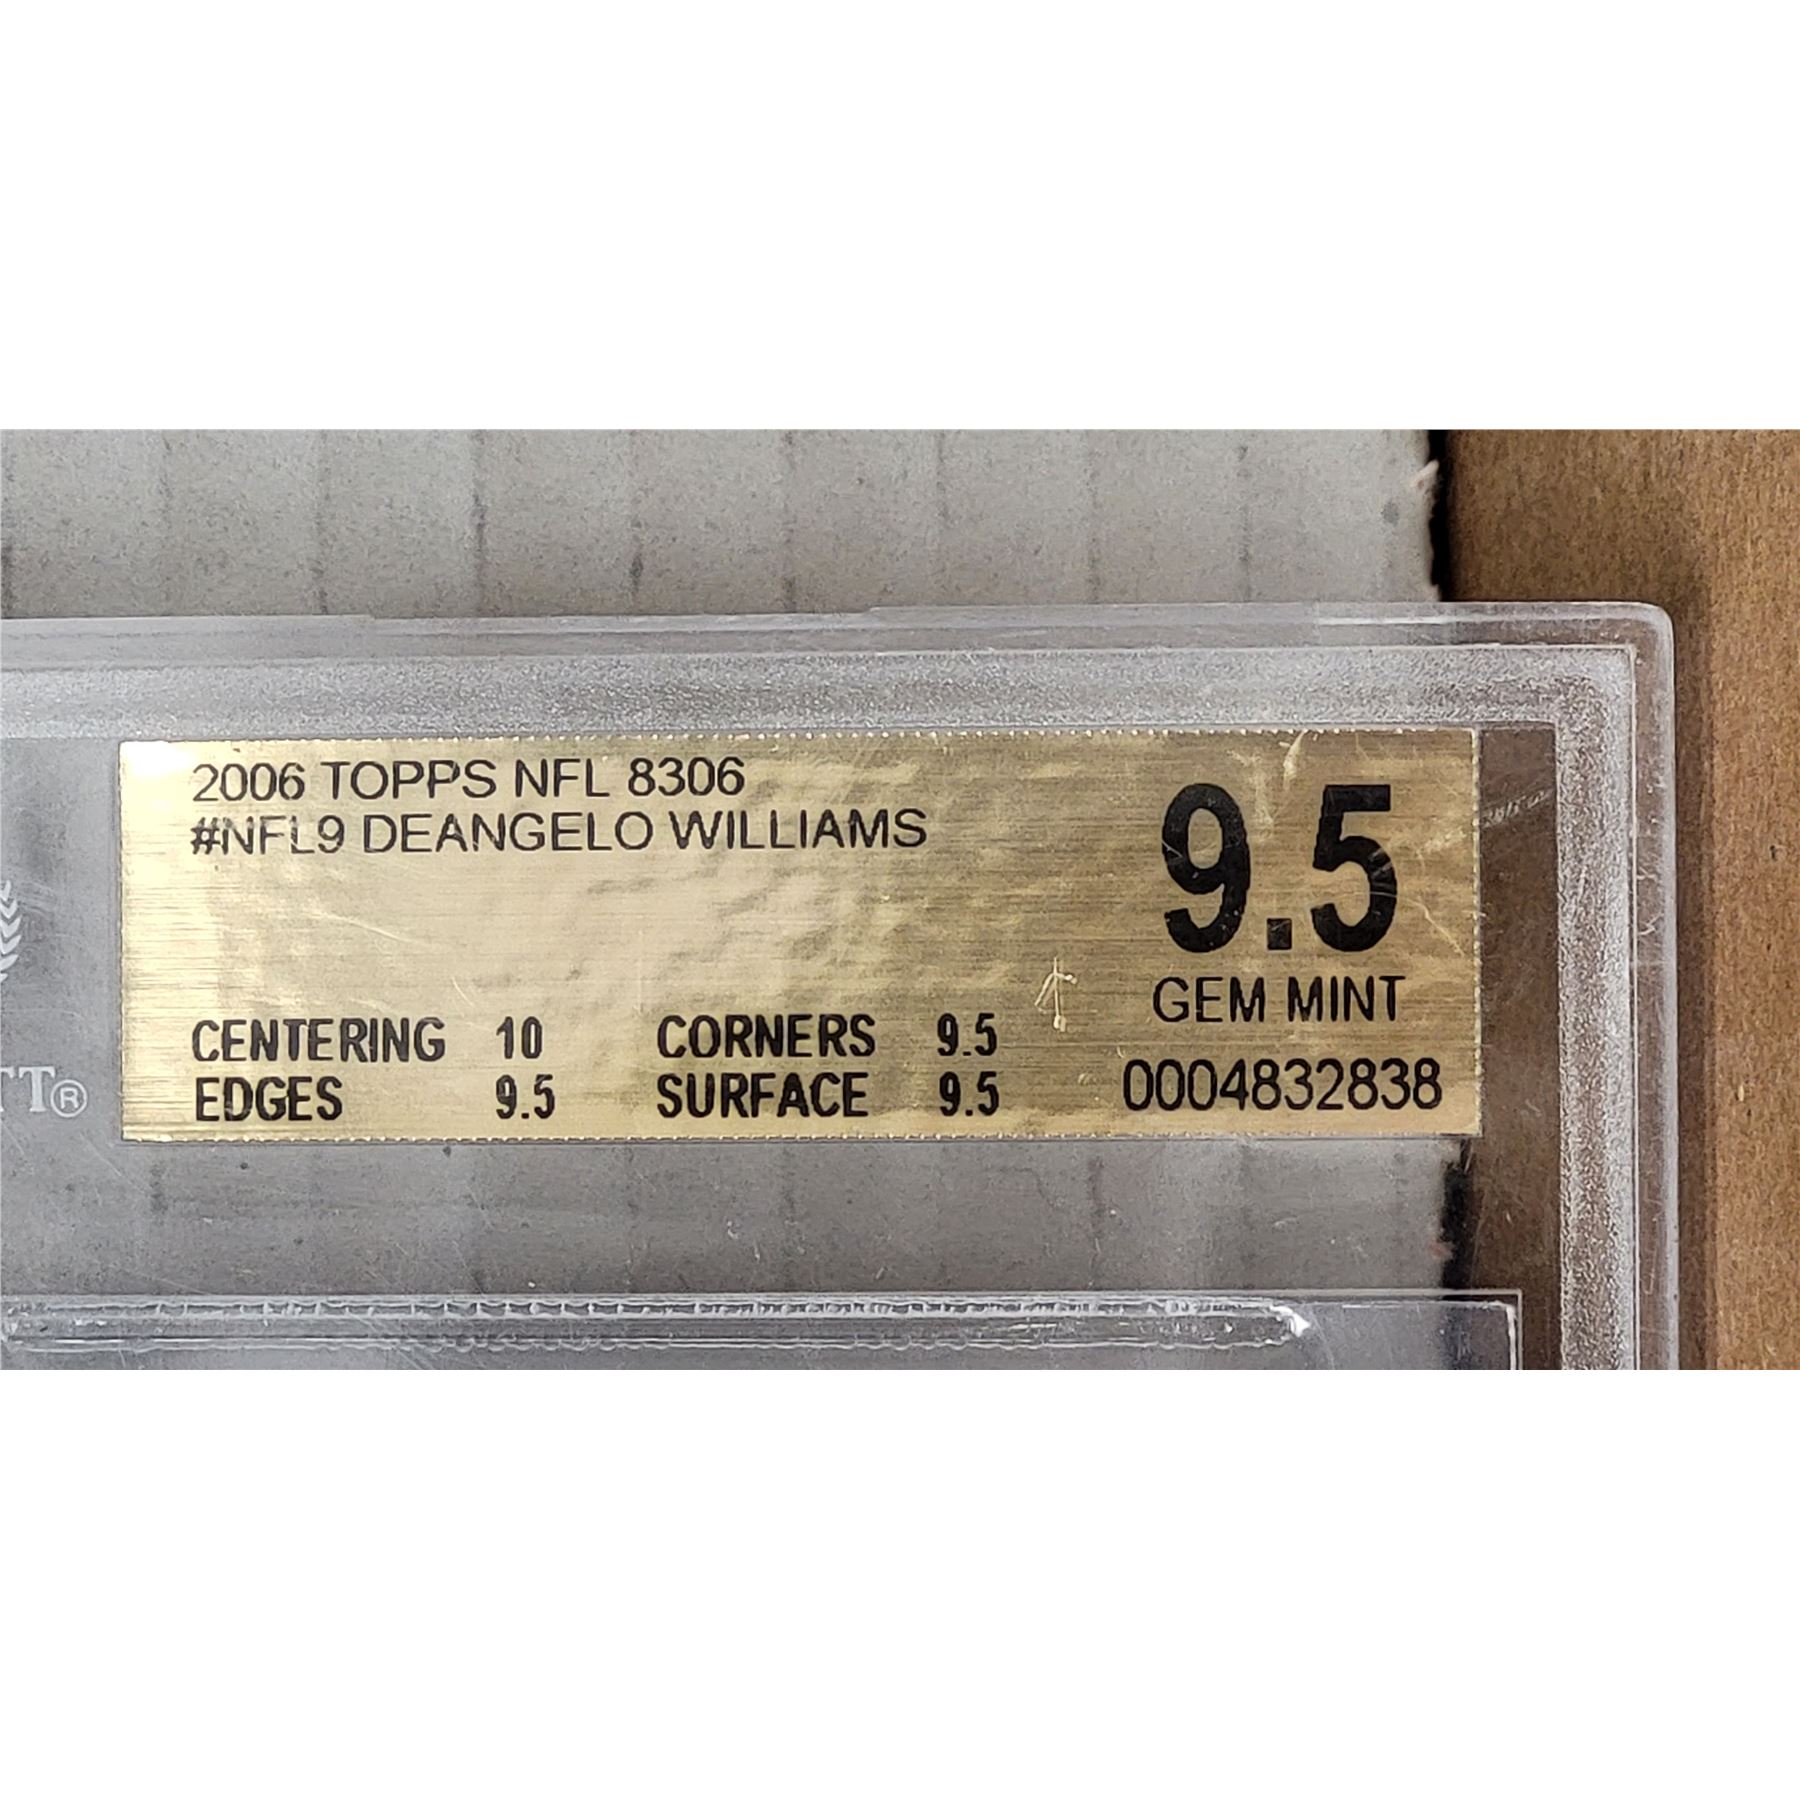 2006 TOPPS NFL 8306
#NFL9 DEANGELO WILLIAMS
9.5
GEM MINT
CENTERING 10 CORNERS 9.5
EDGES 9.5 SURFACE 9.5
0004832838